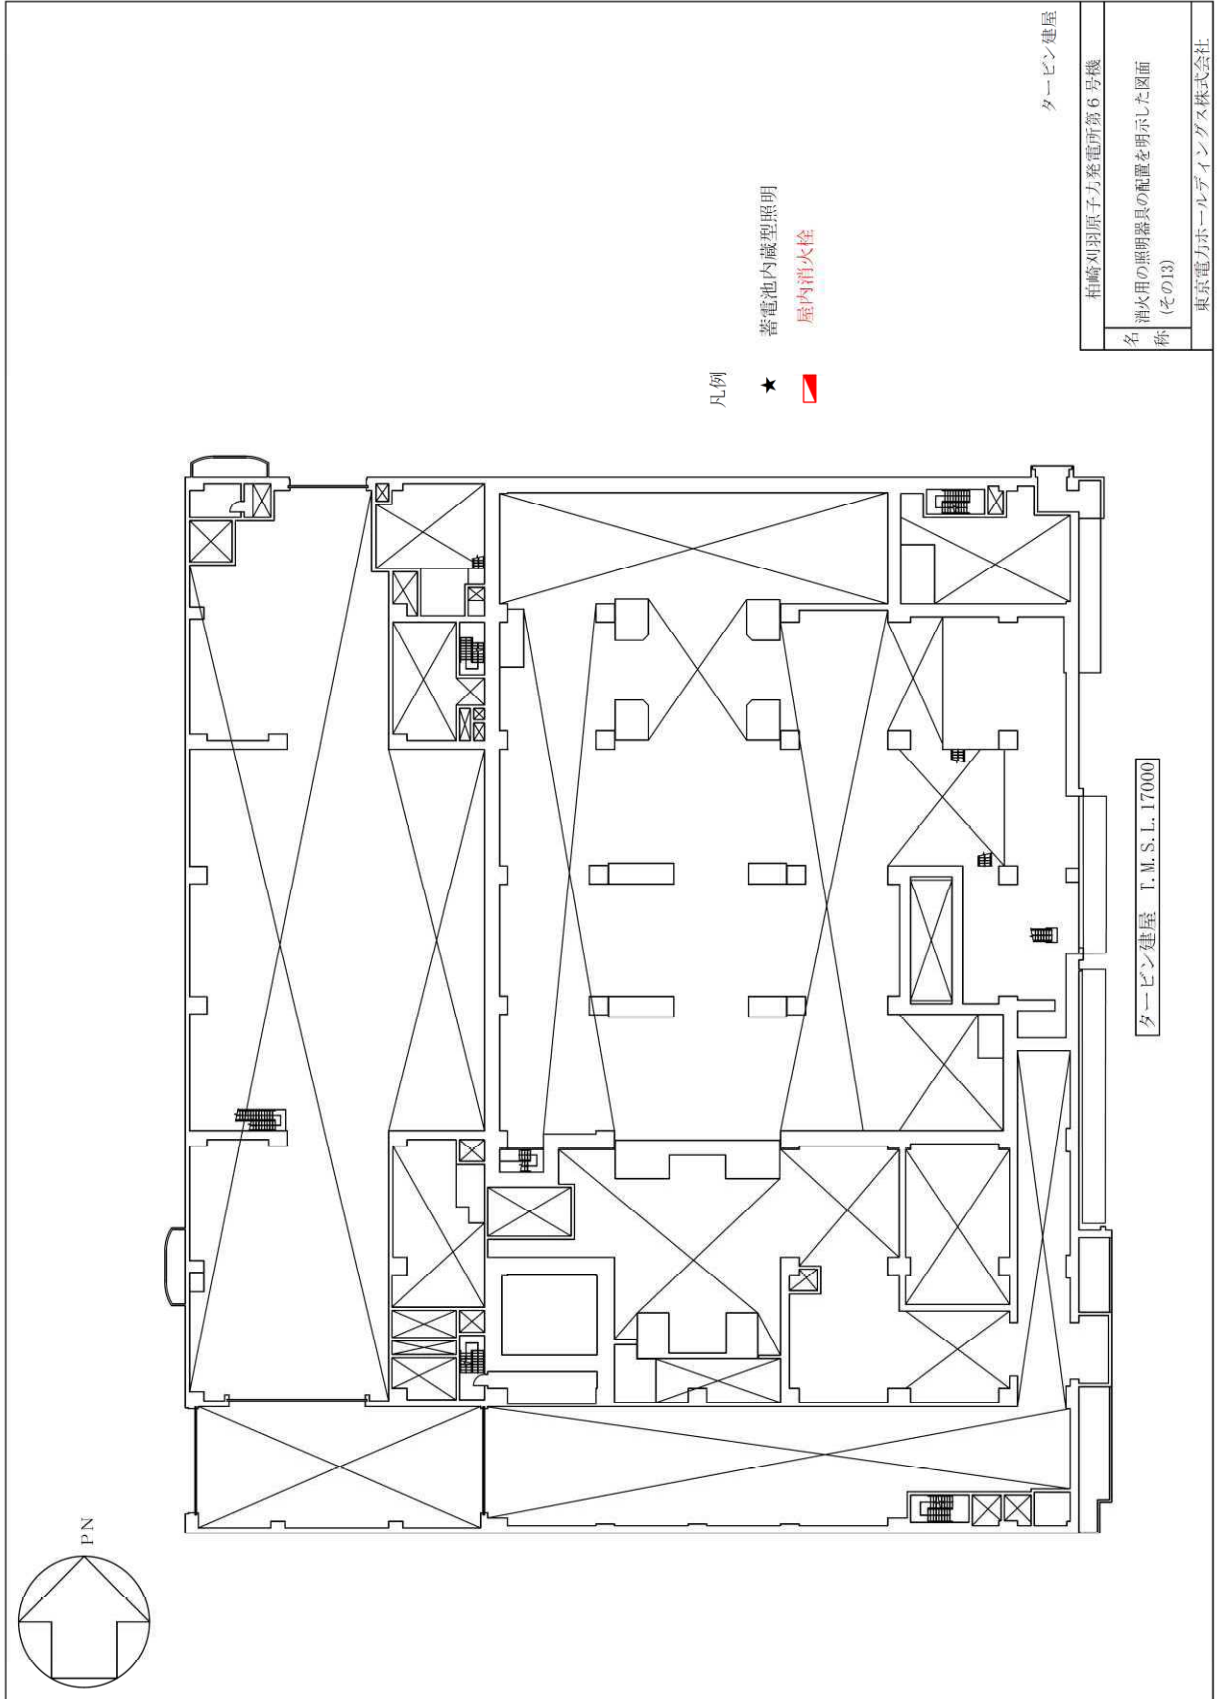 PN
タービン建屋 T.M.S.L.17000
凡例
★ 蓄電池内蔵型照明
屋内消火栓
タービン建屋
柏崎刈羽原子力発電所第6号機
名称
消火用の照明器具の配置を明示した図面
(その13)
東京電力ホールディングス株式会社